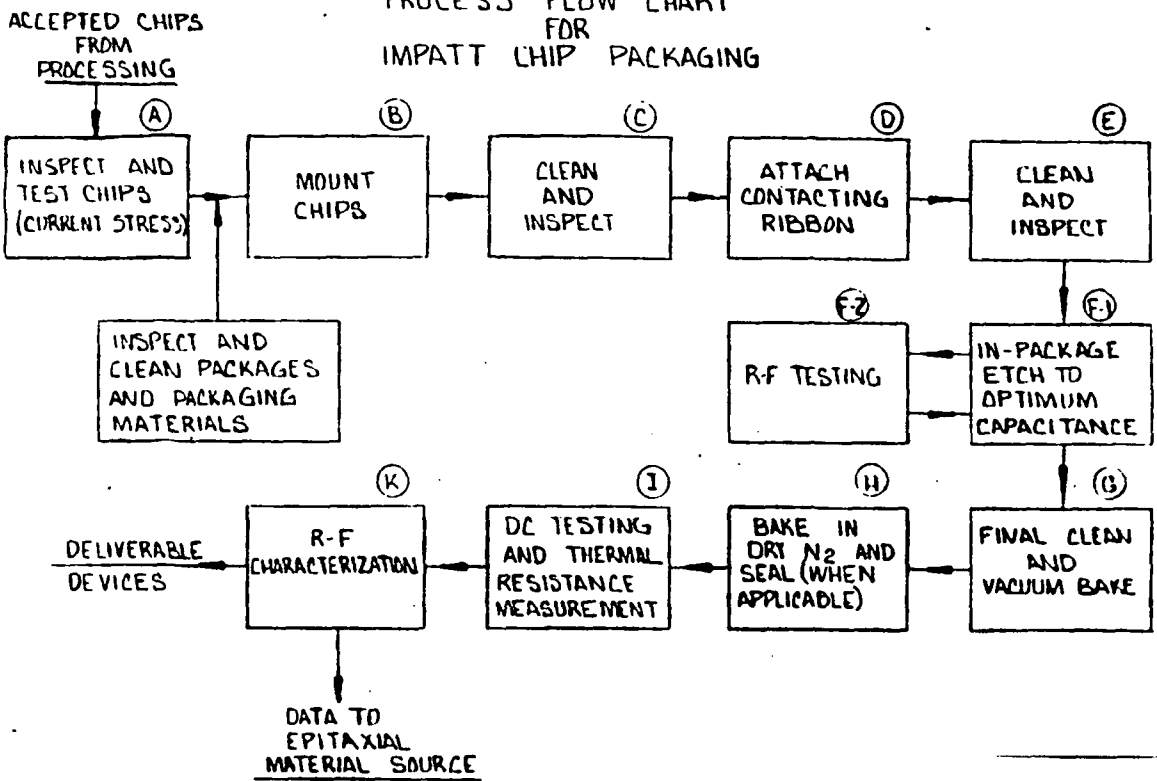 PROCESS FLOW CHART
FOR
IMPATT CHIP PACKAGING
ACCEPTED CHIPS
FROM
PROCESSING
A
INSPECT AND
TEST CHIPS
(CURRENT STRESS)
B
MOUNT
CHIPS
C
CLEAN
AND
INSPECT
D
ATTACH
CONTACTING
RIBBON
E
CLEAN
AND
INSPECT
INSPECT AND
CLEAN PACKAGES
AND PACKAGING
MATERIALS
F-2
R-F TESTING
F-1
IN-PACKAGE
ETCH TO
OPTIMUM
CAPACITANCE
G
FINAL CLEAN
AND
VACUUM BAKE
H
BAKE IN
DRY N2 AND
SEAL (WHEN
APPLICABLE)
I
DC TESTING
AND THERMAL
RESISTANCE
MEASUREMENT
K
R-F
CHARACTERIZATION
DELIVERABLE
DEVICES
DATA TO
EPITAXIAL
MATERIAL SOURCE